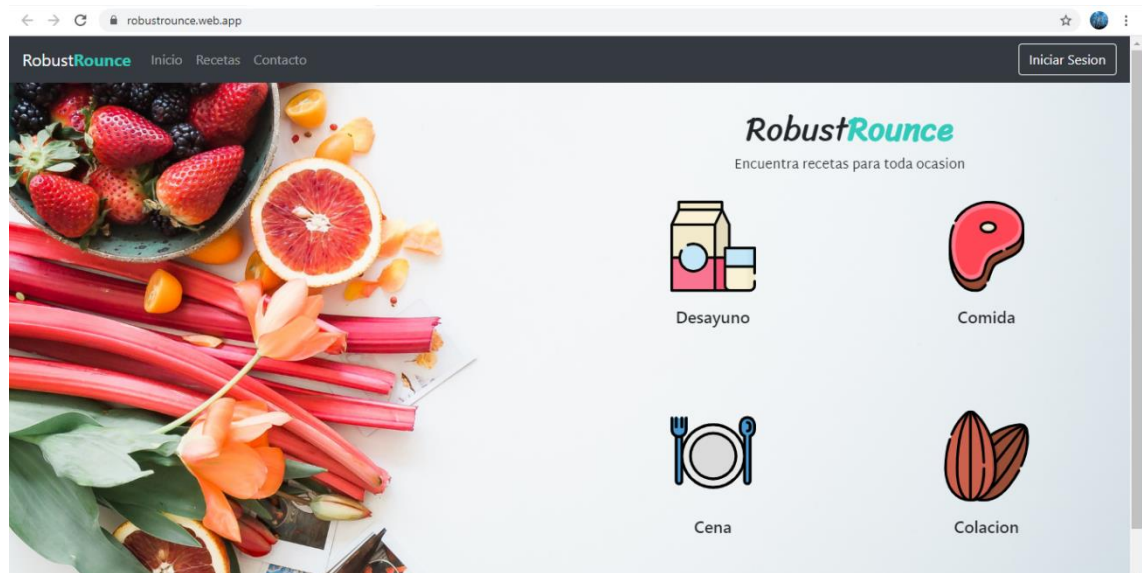 robustrounce.web.app
RobustRounce Inicio Recetas Contacto Iniciar Sesion
RobustRounce
Encuentra recetas para toda ocasion
Desayuno Comida
Cena Colacion